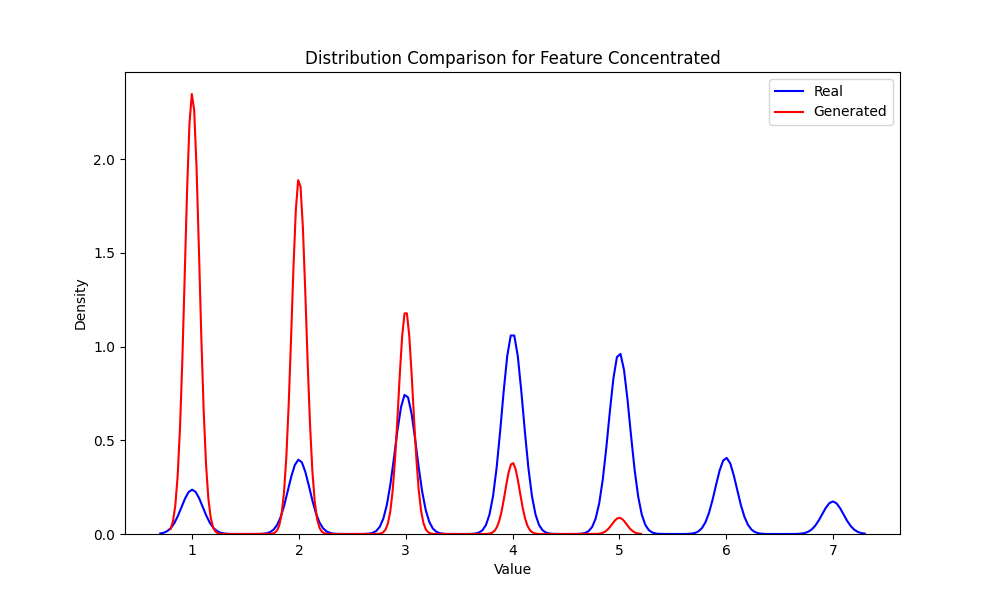 Distribution Comparison for Feature Concentrated
Real
Generated
2.0
1.5
1.0
0.5
0.0
Density
1 2 3 4 5 6 7
Value